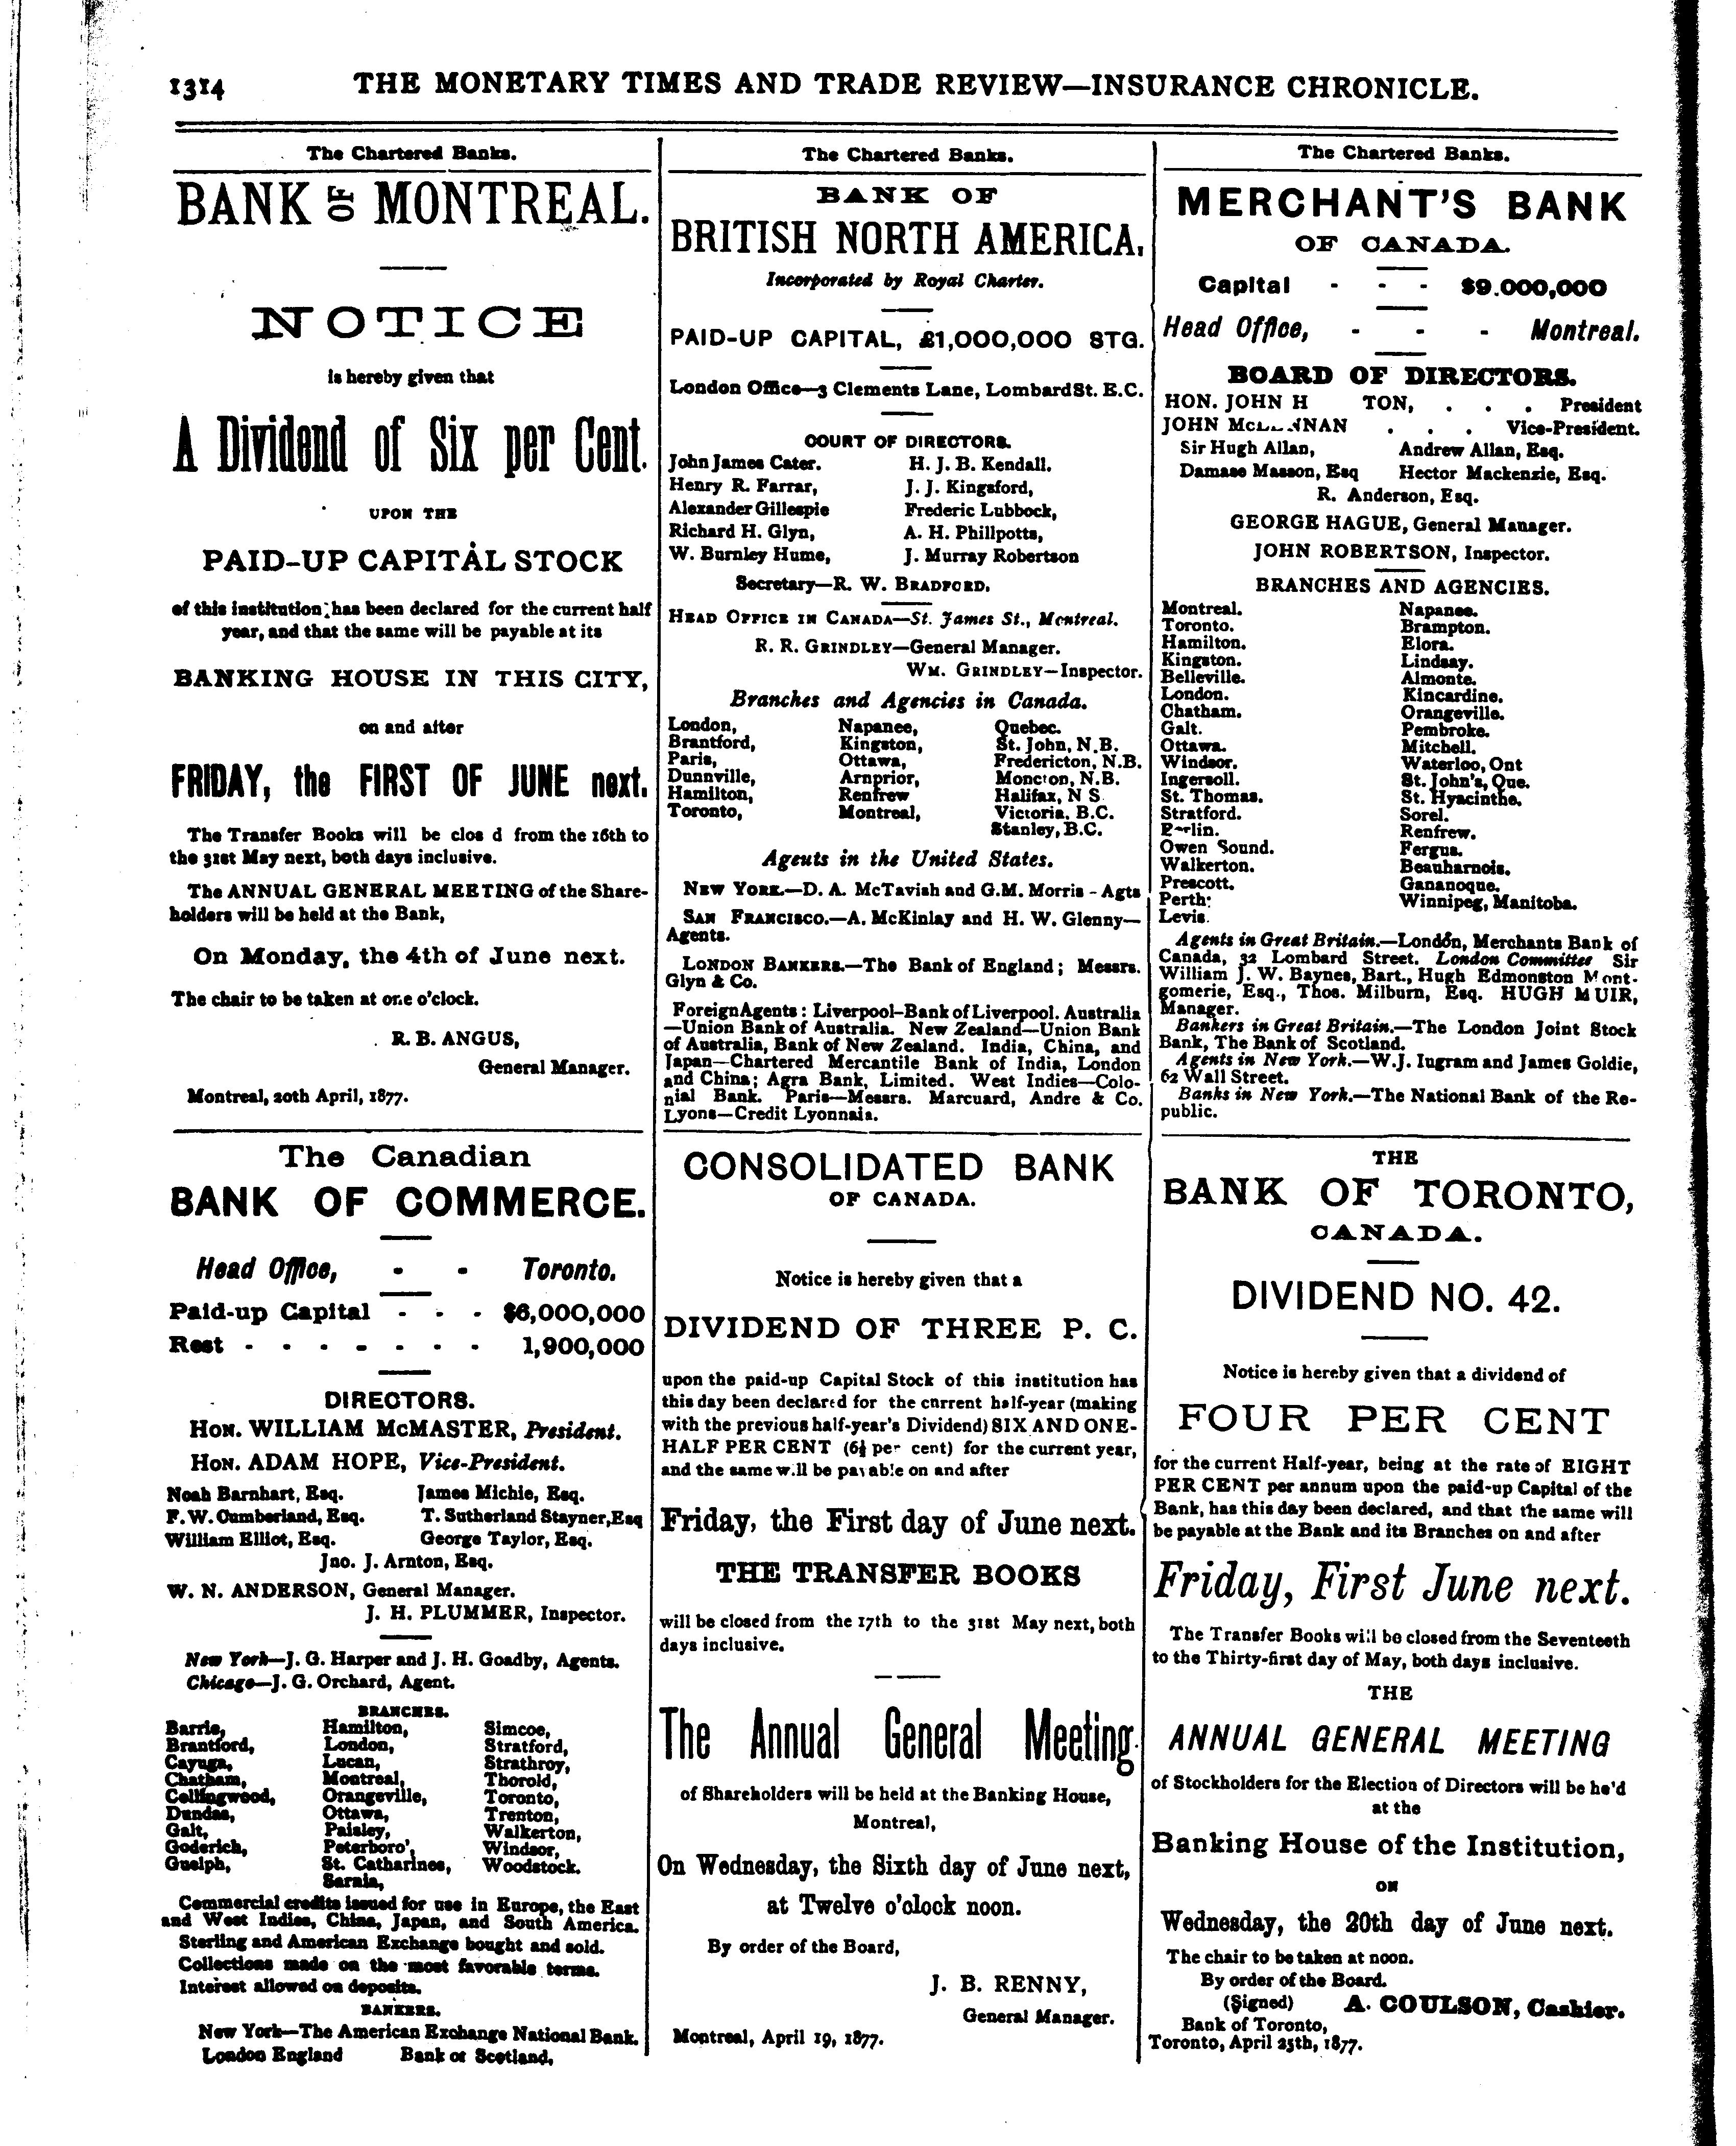 1314 THE MONETARY TIMES AND TRADE REVIEW—INSURANCE CHRONICLE.
The Chartered Banks.
BANK OF MONTREAL.
NOTICE
is hereby given that
A Dividend of Six per Cent.
UPON THE
PAID-UP CAPITAL STOCK
of this institution has been declared for the current half
year, and that the same will be payable at its
BANKING HOUSE IN THIS CITY,
on and after
FRIDAY, the FIRST OF JUNE next.
The Transfer Books will be clos d from the 16th to
the 31st May next, both days inclusive.
The ANNUAL GENERAL MEETING of the Share-
holders will be held at the Bank,
On Monday, the 4th of June next.
The chair to be taken at one o'clock.
R. B. ANGUS,
General Manager.
Montreal, 20th April, 1877.
The Canadian
BANK OF COMMERCE.
Head Office, - - Toronto.
Paid-up Capital - - - $6,000,000
Rest - - - - - - - 1,900,000
DIRECTORS.
HON. WILLIAM McMASTER, President.
HON. ADAM HOPE, Vice-President.
Noah Barnhart, Esq. James Michie, Esq.
F. W. Cumberland, Esq. T. Sutherland Stayner, Esq
William Elliot, Esq. George Taylor, Esq.
Jno. J. Arnton, Esq.
W. N. ANDERSON, General Manager.
J. H. PLUMMER, Inspector.
New York—J. G. Harper and J. H. Goadby, Agents.
Chicago—J. G. Orchard, Agent.
BRANCHES.
Barrie, Hamilton, Simcoe,
Brantford, London, Stratford,
Cayuga, Lucan, Strathroy,
Chatham, Montreal, Thorold,
Collingwood, Orangeville, Toronto,
Dundas, Ottawa, Trenton,
Galt, Paisley, Walkerton,
Goderich, Peterboro', Windsor,
Guelph, St. Catharines, Woodstock.
Sarnia,
Commercial credits issued for use in Europe, the East
and West Indies, China, Japan, and South America.
Sterling and American Exchange bought and sold.
Collections made on the most favorable terms.
Interest allowed on deposits.
BANKERS.
New York—The American Exchange National Bank.
London England Bank of Scotland,
The Chartered Banks.
BANK OF
BRITISH NORTH AMERICA.
Incorporated by Royal Charter.
PAID-UP CAPITAL, £1,000,000 STG.
London Office—3 Clements Lane, Lombard St. E.C.
COURT OF DIRECTORS.
John James Cater. H. J. B. Kendall.
Henry R. Farrar, J. J. Kingsford,
Alexander Gillespie Frederic Lubbock,
Richard H. Glyn, A. H. Phillpotts,
W. Burnley Hume, J. Murray Robertson
Secretary—R. W. BRADFORD.
HEAD OFFICE IN CANADA—St. James St., Montreal.
R. R. GRINDLEY—General Manager.
WM. GRINDLEY—Inspector.
Branches and Agencies in Canada.
London, Napanee, Quebec.
Brantford, Kingston, St. John, N.B.
Paris, Ottawa, Fredericton, N.B.
Dunnville, Arnprior, Moncton, N.B.
Hamilton, Renfrew Halifax, N S
Toronto, Montreal, Victoria, B.C.
Stanley, B.C.
Agents in the United States.
NEW YORK.—D. A. McTavish and G.M. Morris - Agts
SAN FRANCISCO.—A. McKinlay and H. W. Glenny—
Agents.
LONDON BANKERS.—The Bank of England; Messrs.
Glyn & Co.
Foreign Agents: Liverpool—Bank of Liverpool. Australia
—Union Bank of Australia. New Zealand—Union Bank
of Australia, Bank of New Zealand. India, China, and
Japan—Chartered Mercantile Bank of India, London
and China; Agra Bank, Limited. West Indies—Colo-
nial Bank. Paris—Messrs. Marcuard, Andre & Co.
Lyons—Credit Lyonnais.
CONSOLIDATED BANK
OF CANADA.
Notice is hereby given that a
DIVIDEND OF THREE P. C.
upon the paid-up Capital Stock of this institution has
this day been declared for the cnrrent half-year (making
with the previous half-year's Dividend) SIX AND ONE-
HALF PER CENT (6½ per cent) for the current year,
and the same will be payable on and after
Friday, the First day of June next.
THE TRANSFER BOOKS
will be closed from the 17th to the 31st May next, both
days inclusive.
The Annual General Meeting
of Shareholders will be held at the Banking House,
Montreal,
On Wednesday, the Sixth day of June next,
at Twelve o'clock noon.
By order of the Board,
J. B. RENNY,
General Manager.
Montreal, April 19, 1877.
The Chartered Banks.
MERCHANT'S BANK
OF CANADA.
Capital - - - $9.000,000
Head Office, - - - Montreal.
BOARD OF DIRECTORS.
HON. JOHN H TON, . . . President
JOHN . . . Vice-President.
Sir Hugh Allan, Andrew Allan, Esq.
Damase Masson, Esq Hector Mackenzie, Esq.
R. Anderson, Esq.
GEORGE HAGUE, General Manager.
JOHN ROBERTSON, Inspector.
BRANCHES AND AGENCIES.
Montreal. Napanee.
Toronto. Brampton.
Hamilton. Elora.
Kingston. Lindsay.
Belleville. Almonte.
London. Kincardine.
Chatham. Orangeville.
Galt. Pembroke.
Ottawa. Mitchell.
Windsor. Waterloo, Ont
Ingersoll. St. John's, Que.
St. Thomas. St. Hyacinthe.
Stratford. Sorel.
Berlin. Renfrew.
Owen Sound. Fergus.
Walkerton. Beauharnois.
Prescott. Gananoque.
Perth: Winnipeg, Manitoba.
Levis.
Agents in Great Britain.—London, Merchants Bank of
Canada, 32 Lombard Street. London Committee Sir
William J. W. Baynes, Bart., Hugh Edmonston Mont-
gomerie, Esq., Thos. Milburn, Esq. HUGH MUIR,
Manager.
Bankers in Great Britain.—The London Joint Stock
Bank, The Bank of Scotland.
Agents in New York.—W.J. Ingram and James Goldie,
62 Wall Street.
Banks in New York.—The National Bank of the Re-
public.
THE
BANK OF TORONTO,
CANADA.
DIVIDEND NO. 42.
Notice is hereby given that a dividend of
FOUR PER CENT
for the current Half-year, being at the rate of EIGHT
PER CENT per annum upon the paid-up Capital of the
Bank, has this day been declared, and that the same will
be payable at the Bank and its Branches on and after
Friday, First June next.
The Transfer Books will be closed from the Seventeeth
to the Thirty-first day of May, both days inclusive.
THE
ANNUAL GENERAL MEETING
of Stockholders for the Election of Directors will be he'd
at the
Banking House of the Institution,
ON
Wednesday, the 20th day of June next.
The chair to be taken at noon.
By order of the Board.
(Signed) A. COULSON, Cashier.
Bank of Toronto,
Toronto, April 25th, 1877.